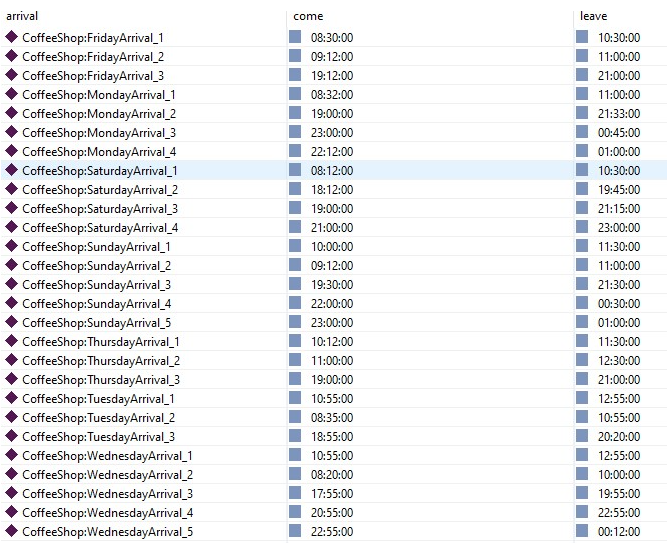 arrival come leave
CoffeeShop:FridayArrival_1 08:30:00 10:30:00
CoffeeShop:FridayArrival_2 09:12:00 11:00:00
CoffeeShop:FridayArrival_3 19:12:00 21:00:00
CoffeeShop:MondayArrival_1 08:32:00 11:00:00
CoffeeShop:MondayArrival_2 19:00:00 21:33:00
CoffeeShop:MondayArrival_3 23:00:00 00:45:00
CoffeeShop:MondayArrival_4 22:12:00 01:00:00
CoffeeShop:SaturdayArrival_1 08:12:00 10:30:00
CoffeeShop:SaturdayArrival_2 18:12:00 19:45:00
CoffeeShop:SaturdayArrival_3 19:00:00 21:15:00
CoffeeShop:SaturdayArrival_4 21:00:00 23:00:00
CoffeeShop:SundayArrival_1 10:00:00 11:30:00
CoffeeShop:SundayArrival_2 09:12:00 11:00:00
CoffeeShop:SundayArrival_3 19:30:00 21:30:00
CoffeeShop:SundayArrival_4 22:00:00 00:30:00
CoffeeShop:SundayArrival_5 23:00:00 01:00:00
CoffeeShop:ThursdayArrival_1 10:12:00 11:30:00
CoffeeShop:ThursdayArrival_2 11:00:00 12:30:00
CoffeeShop:ThursdayArrival_3 19:00:00 21:00:00
CoffeeShop:TuesdayArrival_1 10:55:00 12:55:00
CoffeeShop:TuesdayArrival_2 08:35:00 10:55:00
CoffeeShop:TuesdayArrival_3 18:55:00 20:20:00
CoffeeShop:WednesdayArrival_1 10:55:00 12:55:00
CoffeeShop:WednesdayArrival_2 08:20:00 10:00:00
CoffeeShop:WednesdayArrival_3 17:55:00 19:55:00
CoffeeShop:WednesdayArrival_4 20:55:00 22:55:00
CoffeeShop:WednesdayArrival_5 22:55:00 00:12:00